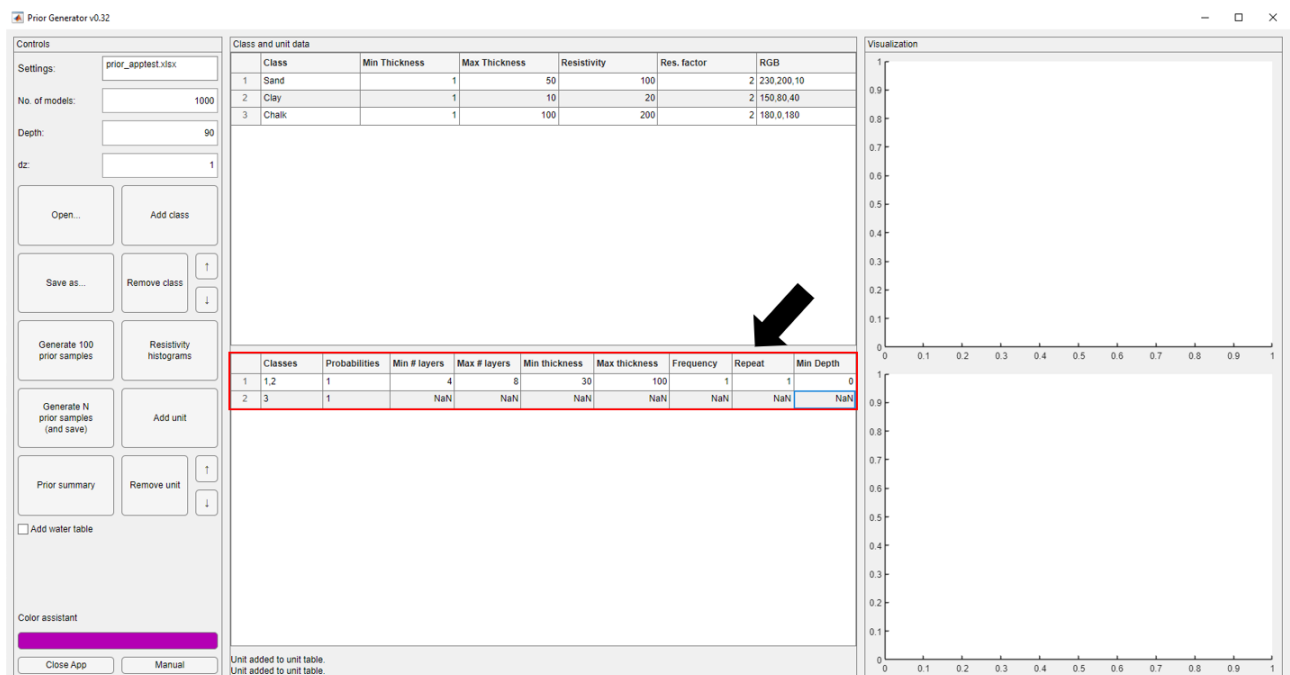 Prior Generator v0.32
Controls
Settings: prior_apptest.xlsx
No. of models: 1000
Depth: 90
dz: 1
Open... Add class
Save as... Remove class ↑
↓
Generate 100 Resistivity
prior samples histograms
Generate N
prior samples Add unit
(and save)
Prior summary Remove unit ↑
↓
Add water table
Color assistant
Close App Manual
Class and unit data
Class Min Thickness Max Thickness Resistivity Res. factor RGB
1 Sand 1 50 100 2 230,200,10
2 Clay 1 10 20 2 150,80,40
3 Chalk 1 100 200 2 180,0,180
Classes Probabilities Min # layers Max # layers Min thickness Max thickness Frequency Repeat Min Depth
1 1,2 1 4 8 30 100 1 1 0
2 3 1 NaN NaN NaN NaN NaN NaN NaN
Unit added to unit table.
Unit added to unit table.
Visualization
1
0.9
0.8
0.7
0.6
0.5
0.4
0.3
0.2
0.1
0
0 0.1 0.2 0.3 0.4 0.5 0.6 0.7 0.8 0.9 1
1
0.9
0.8
0.7
0.6
0.5
0.4
0.3
0.2
0.1
0
0 0.1 0.2 0.3 0.4 0.5 0.6 0.7 0.8 0.9 1